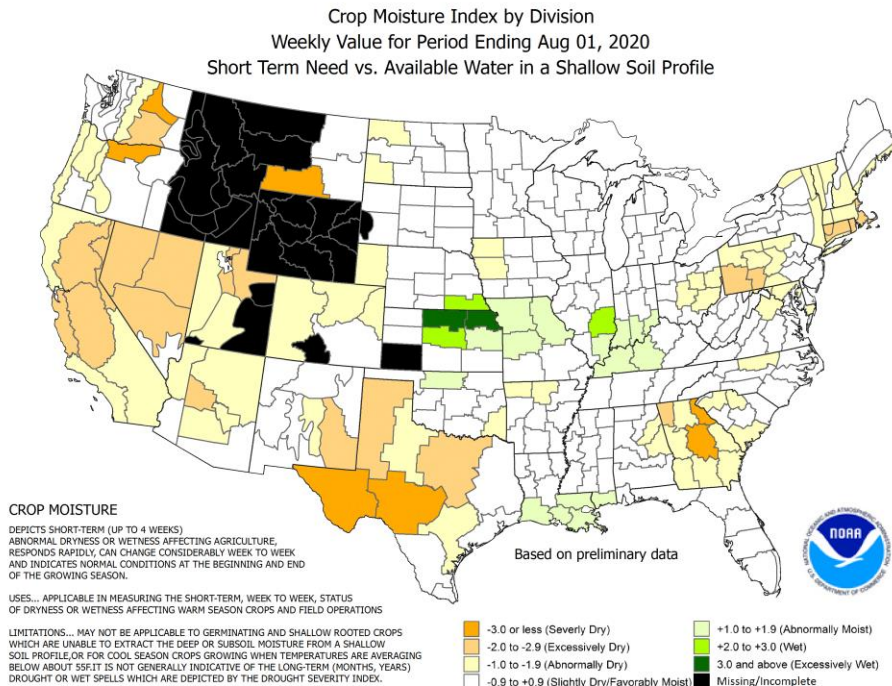 Crop Moisture Index by Division
Weekly Value for Period Ending Aug 01, 2020
Short Term Need vs. Available Water in a Shallow Soil Profile
CROP MOISTURE
DEPICTS SHORT-TERM (UP TO 4 WEEKS)
ABNORMAL DRYNESS OR WETNESS AFFECTING AGRICULTURE,
RESPONDS RAPIDLY, CAN CHANGE CONSIDERABLY WEEK TO WEEK
AND INDICATES NORMAL CONDITIONS AT THE BEGINNING AND END
OF THE GROWING SEASON.
USES... APPLICABLE IN MEASURING THE SHORT-TERM, WEEK TO WEEK, STATUS
OF DRYNESS OR WETNESS AFFECTING WARM SEASON CROPS AND FIELD OPERATIONS
LIMITATIONS... MAY NOT BE APPLICABLE TO GERMINATING AND SHALLOW ROOTED CROPS
WHICH ARE UNABLE TO EXTRACT THE DEEP OR SUBSOIL MOISTURE FROM A SHALLOW
SOIL PROFILE,OR FOR COOL SEASON CROPS GROWING WHEN TEMPERATURES ARE AVERAGING
BELOW ABOUT 55F.IT IS NOT GENERALLY INDICATIVE OF THE LONG-TERM (MONTHS, YEARS)
DROUGHT OR WET SPELLS WHICH ARE DEPICTED BY THE DROUGHT SEVERITY INDEX.
Based on preliminary data
NATIONAL OCEANIC AND ATMOSPHERIC ADMINISTRATION
NOAA
U.S. DEPARTMENT OF COMMERCE
-3.0 or less (Severly Dry)
-2.0 to -2.9 (Excessively Dry)
-1.0 to -1.9 (Abnormally Dry)
-0.9 to +0.9 (Slightly Dry/Favorably Moist)
+1.0 to +1.9 (Abnormally Moist)
+2.0 to +3.0 (Wet)
3.0 and above (Excessively Wet)
Missing/Incomplete